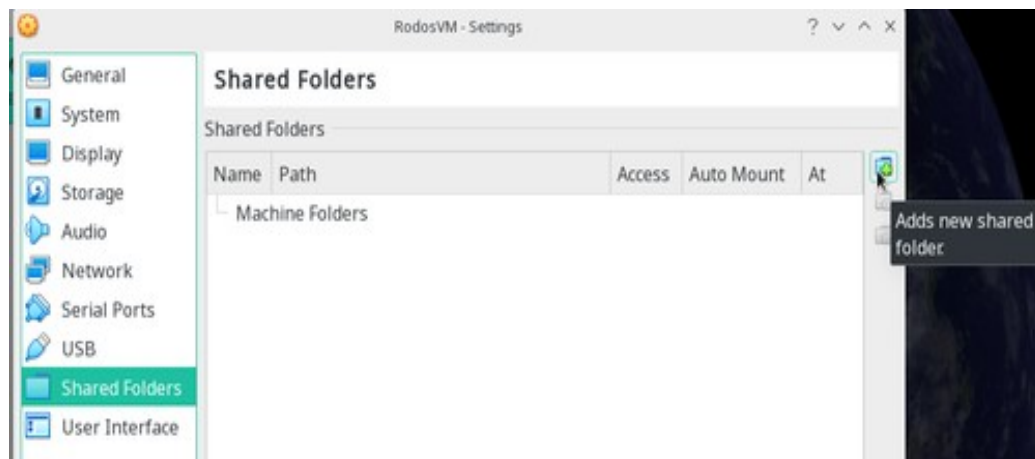 RodosVM - Settings
General
System
Display
Storage
Audio
Network
Serial Ports
USB
Shared Folders
User Interface
Shared Folders
Shared Folders
Name Path Access Auto Mount At
Machine Folders
Adds new shared
folder.